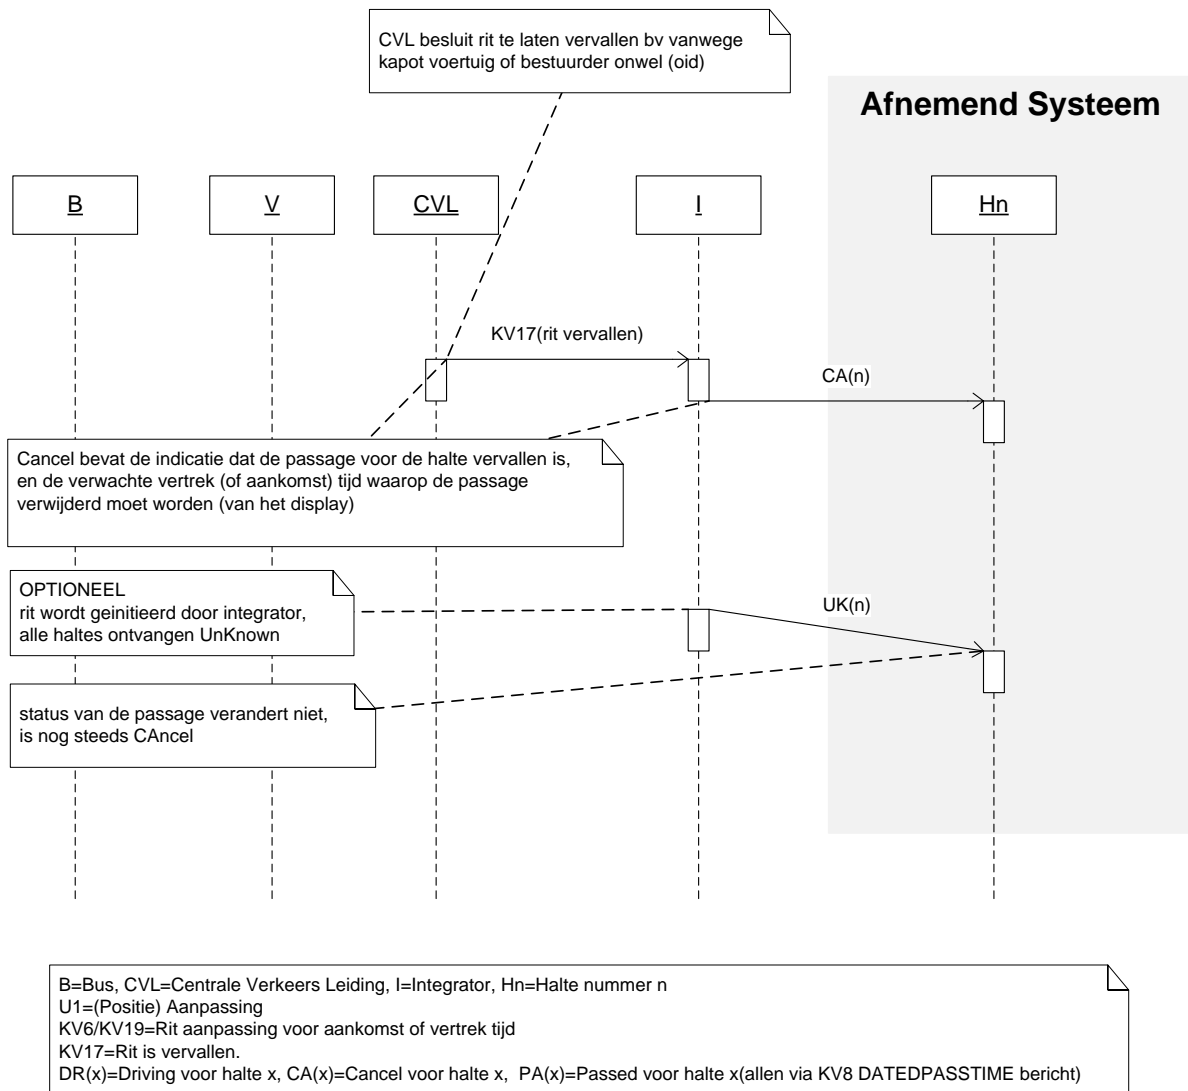 CVL besluit rit te laten vervallen bv vanwege
kapot voertuig of bestuurder onwel (oid)
Afnemend Systeem
B
V
CVL
I
Hn
KV17(rit vervallen)
CA(n)
Cancel bevat de indicatie dat de passage voor de halte vervallen is,
en de verwachte vertrek (of aankomst) tijd waarop de passage
verwijderd moet worden (van het display)
OPTIONEEL
rit wordt geinitieerd door integrator,
alle haltes ontvangen UnKnown
UK(n)
status van de passage verandert niet,
is nog steeds CAncel
B=Bus, CVL=Centrale Verkeers Leiding, I=Integrator, Hn=Halte nummer n
U1=(Positie) Aanpassing
KV6/KV19=Rit aanpassing voor aankomst of vertrek tijd
KV17=Rit is vervallen.
DR(x)=Driving voor halte x, CA(x)=Cancel voor halte x, PA(x)=Passed voor halte x(allen via KV8 DATEDPASSTIME bericht)